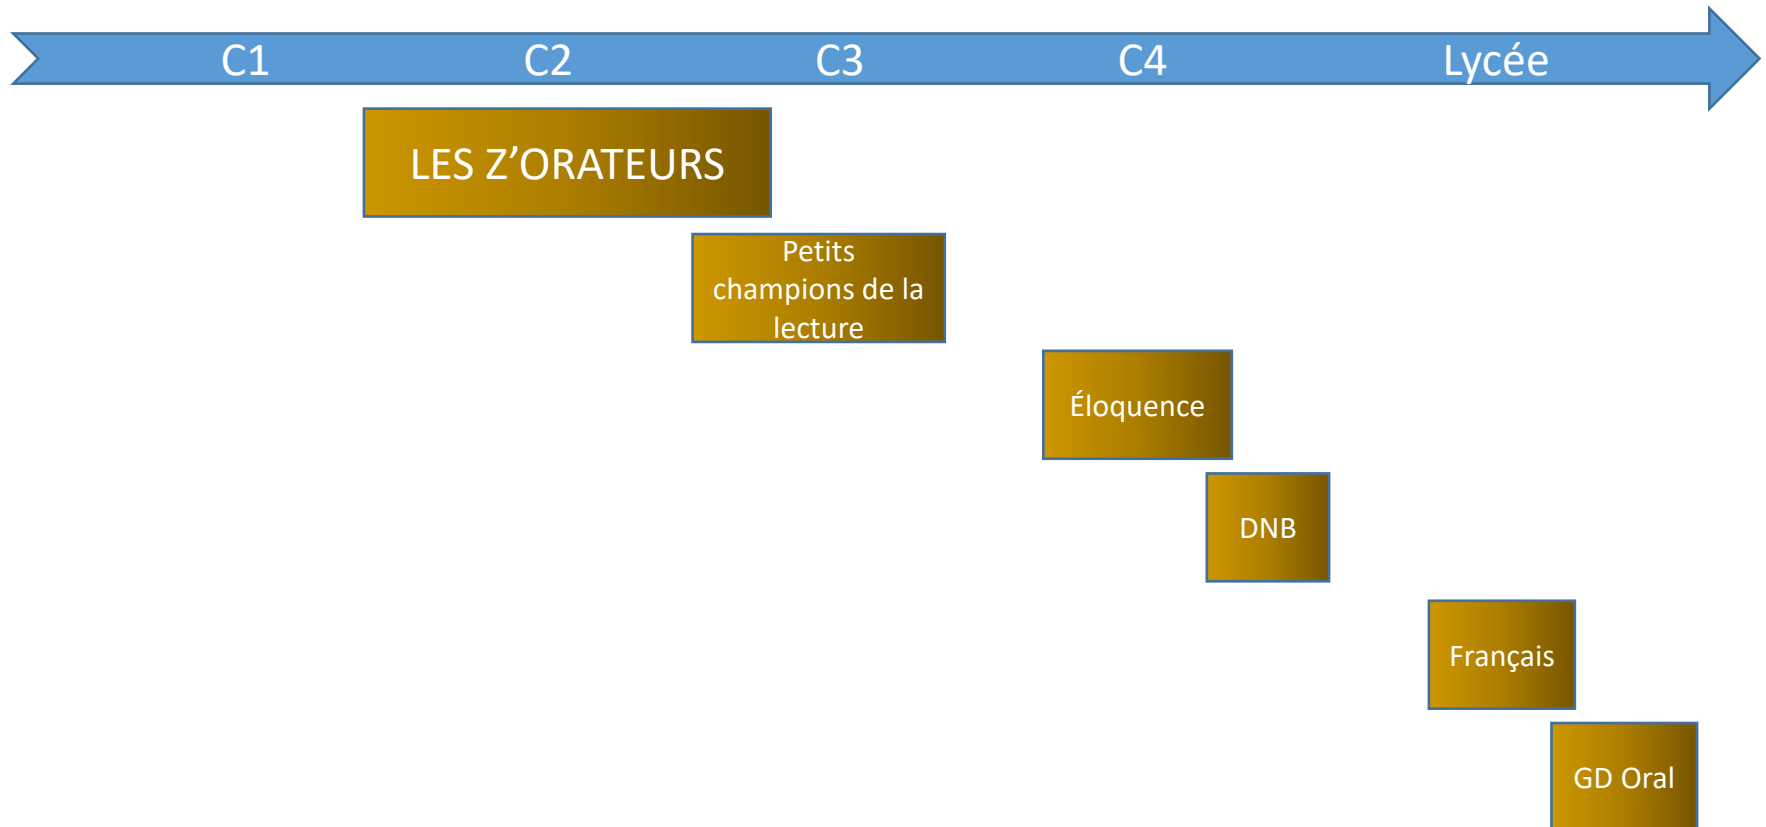 C1 C2 C3 C4 Lycée
LES Z’ORATEURS
Petits
champions de la
lecture
Éloquence
DNB
Français
GD Oral